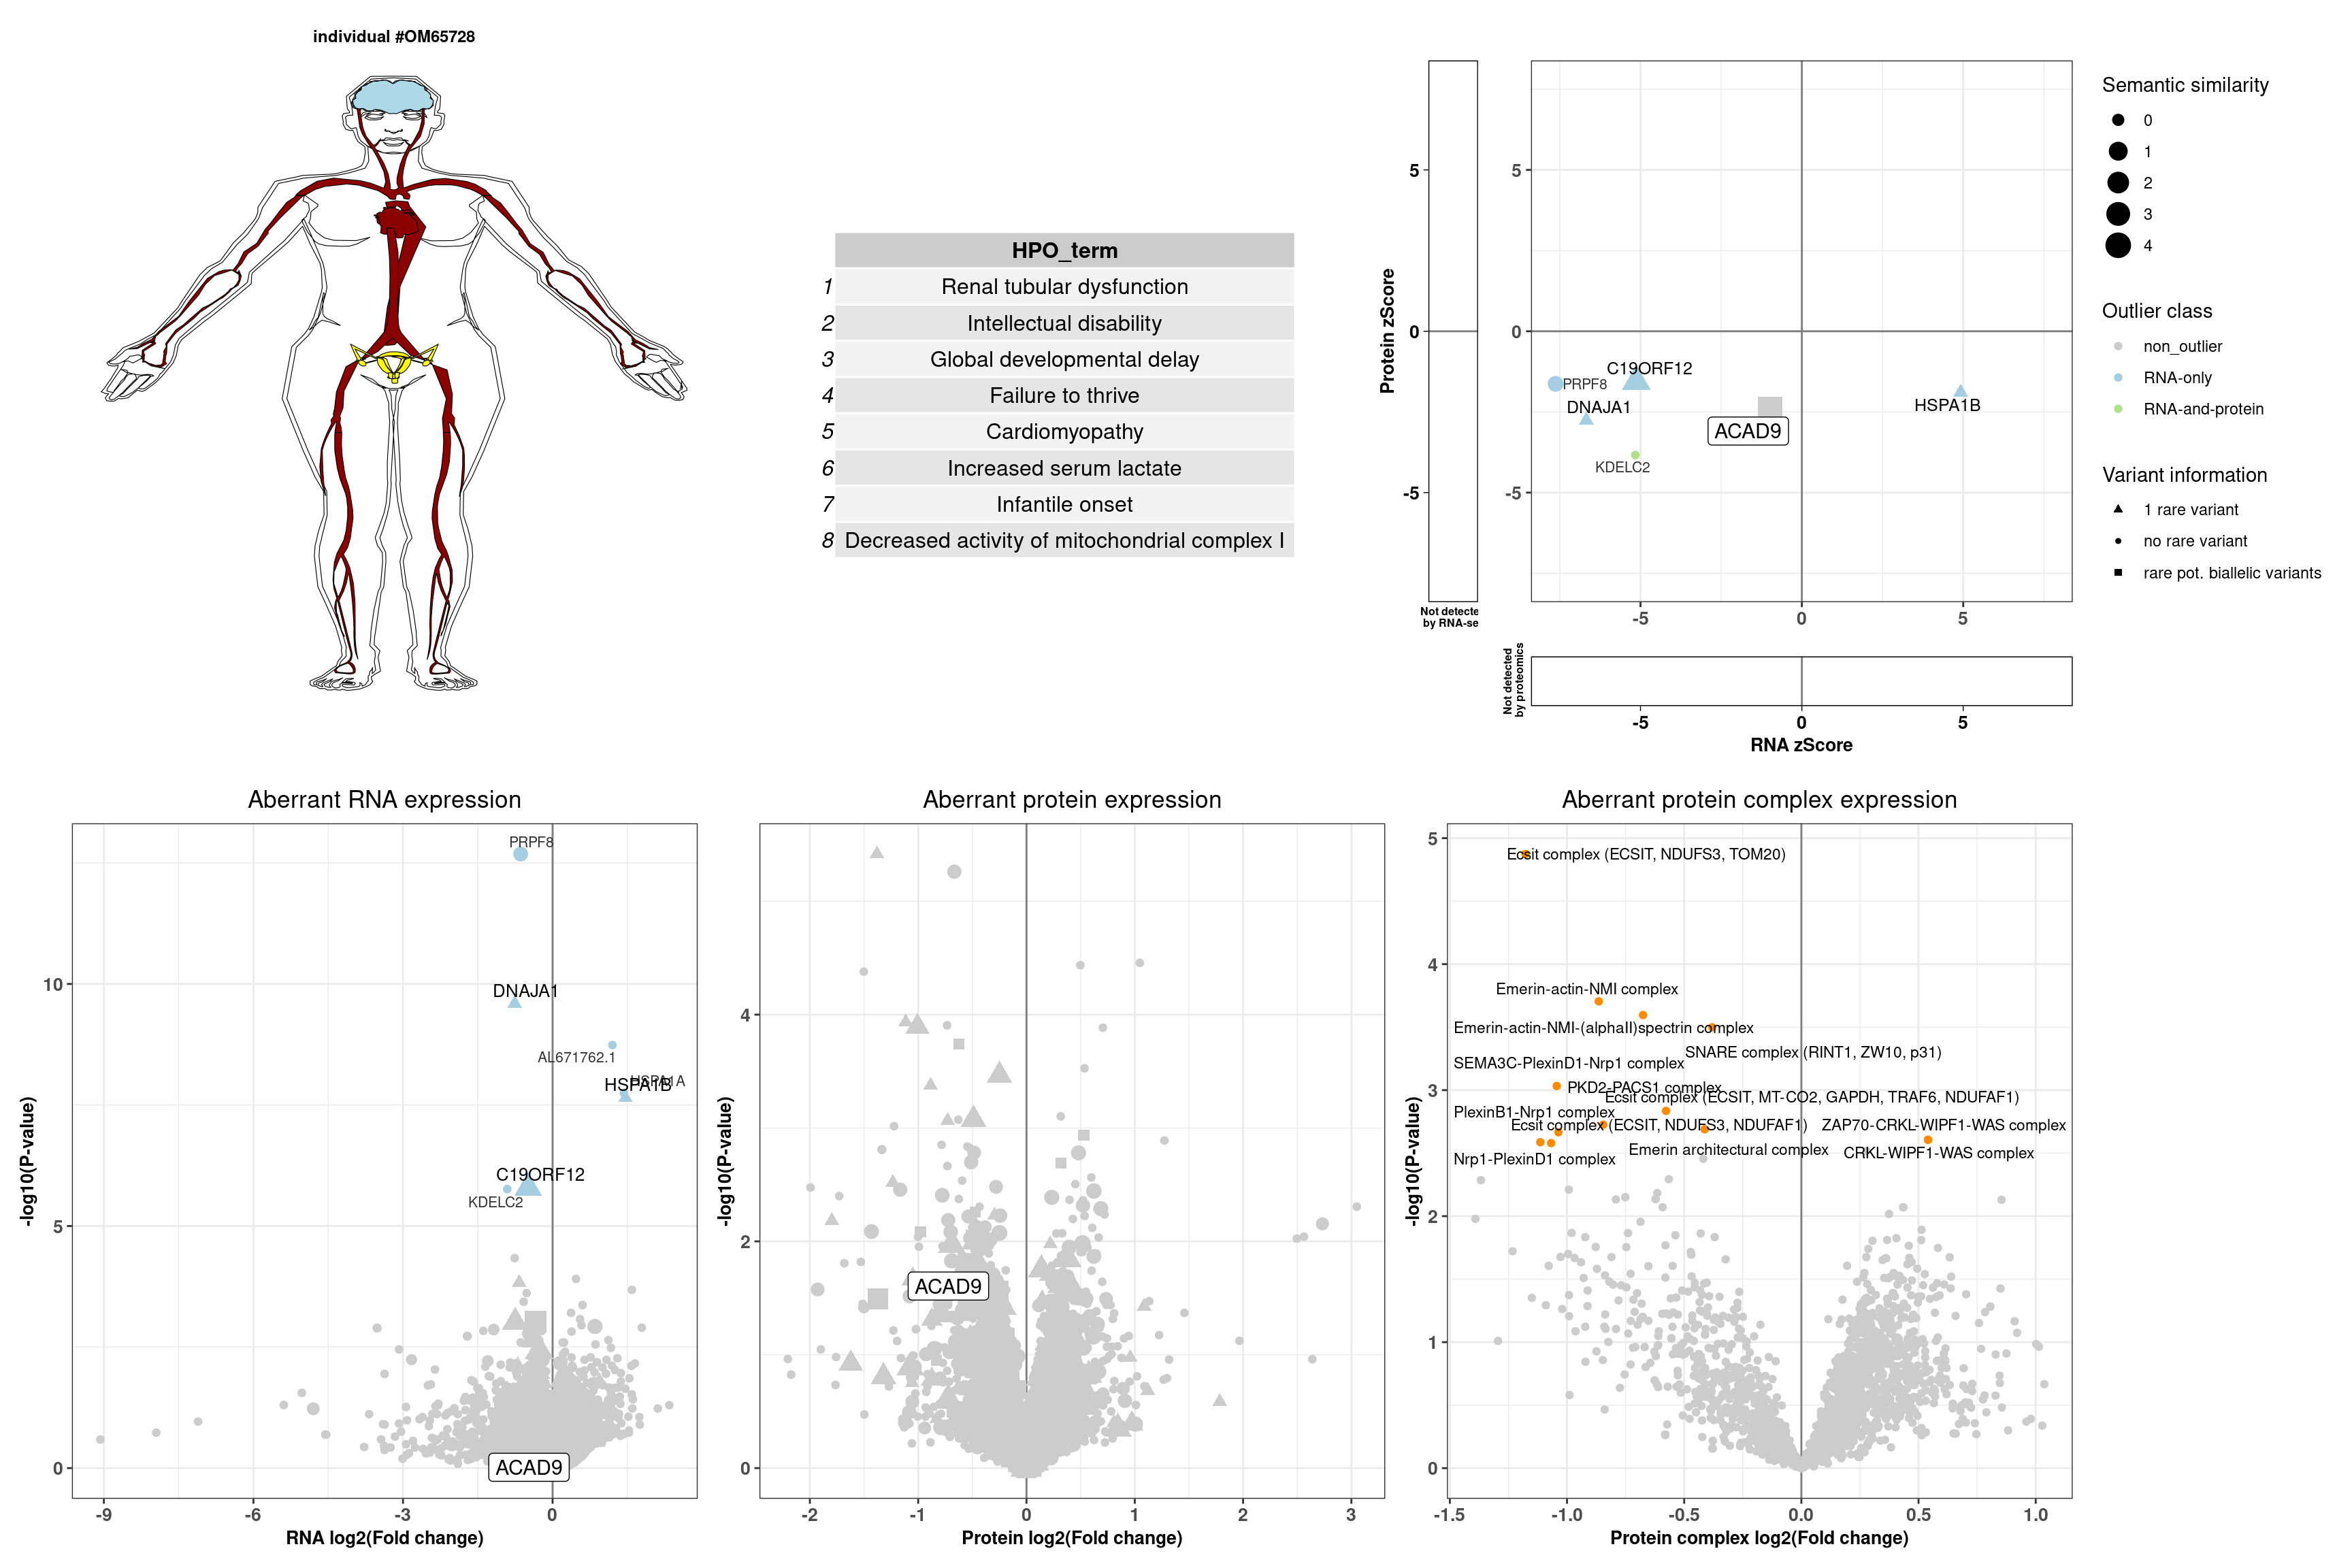 individual #OM65728
HPO_term
1 Renal tubular dysfunction
2 Intellectual disability
3 Global developmental delay
4 Failure to thrive
5 Cardiomyopathy
6 Increased serum lactate
7 Infantile onset
8 Decreased activity of mitochondrial complex I
Protein zScore
5
0
-5
Not detecte
by RNA-se
5
0
-5
C19ORF12
PRPF8
DNAJA1
HSPA1B
ACAD9
KDELC2
-5 0 5
Not detected
by proteomics
-5 0 5
RNA zScore
Semantic similarity
0
1
2
3
4
Outlier class
non_outlier
RNA-only
RNA-and-protein
Variant information
1 rare variant
no rare variant
rare pot. biallelic variants
Aberrant RNA expression
-log10(P-value)
10
5
0
PRPF8
DNAJA1
AL671762.1
HSPA1A
HSPA1B
C19ORF12
KDELC2
ACAD9
-9 -6 -3 0
RNA log2(Fold change)
Aberrant protein expression
-log10(P-value)
4
2
0
ACAD9
-2 -1 0 1 2 3
Protein log2(Fold change)
Aberrant protein complex expression
-log10(P-value)
5
4
3
2
1
0
Ecsit complex (ECSIT, NDUFS3, TOM20)
Emerin-actin-NMI complex
Emerin-actin-NMI-(alphaII)spectrin complex
SNARE complex (RINT1, ZW10, p31)
SEMA3C-PlexinD1-Nrp1 complex
PKD2-PACS1 complex
Ecsit complex (ECSIT, MT-CO2, GAPDH, TRAF6, NDUFAF1)
PlexinB1-Nrp1 complex
Ecsit complex (ECSIT, NDUFS3, NDUFAF1)
ZAP70-CRKL-WIPF1-WAS complex
Emerin architectural complex
CRKL-WIPF1-WAS complex
Nrp1-PlexinD1 complex
-1.5 -1.0 -0.5 0.0 0.5 1.0
Protein complex log2(Fold change)